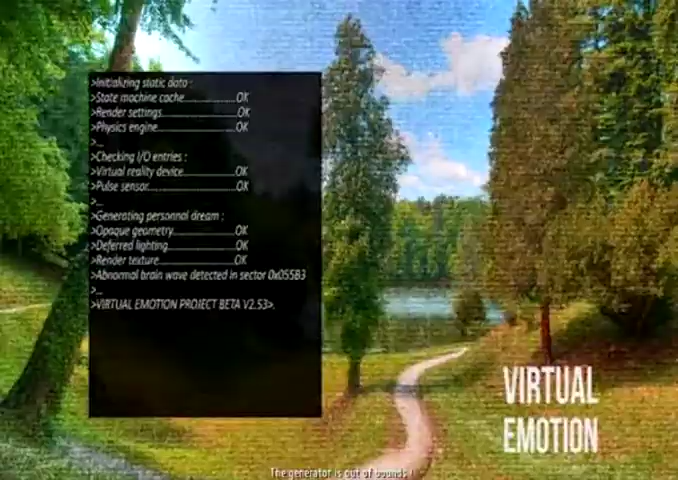 >Initializing static data :
>State machine cache....................OK
>Render settings............................OK
>Physics engine..............................OK
>...
>Checking I/O entries :
>Virtual reality device....................OK
>Pulse sensor.................................OK
>...
>Generating personnal dream :
>Opaque geometry........................OK
>Deferred lighting..........................OK
>Render texture..............................OK
>Abnormal brain wave detected in sector 0x055B3
>...
>VIRTUAL EMOTION PROJECT BETA V2.53>.
VIRTUAL
EMOTION
The generator is out of bounds !